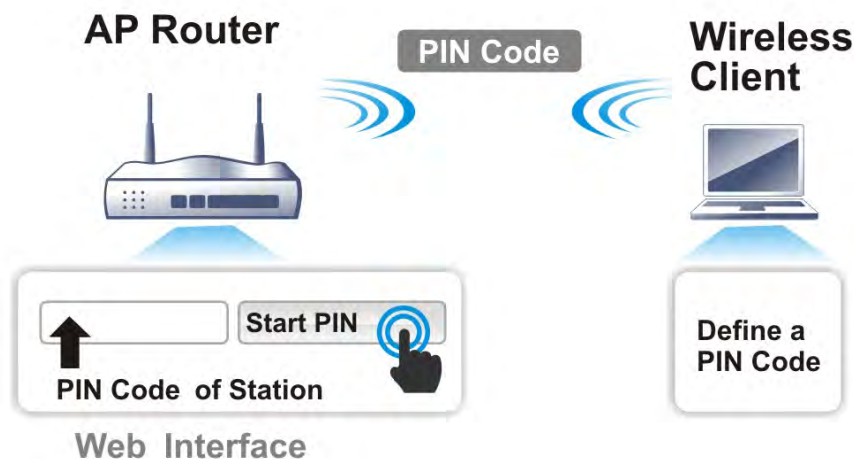 AP Router
PIN Code
Wireless
Client
Start PIN
PIN Code of Station
Define a
PIN Code
Web Interface